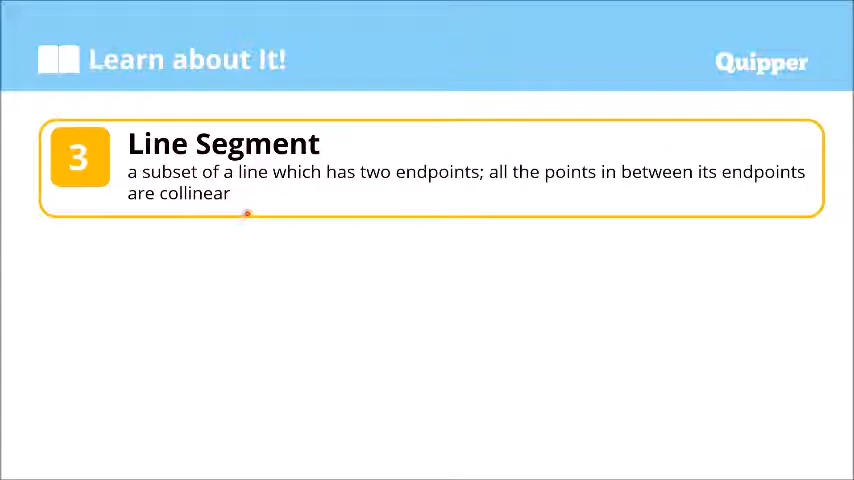 Learn about It!
Quipper
3
Line Segment
a subset of a line which has two endpoints; all the points in between its endpoints
are collinear